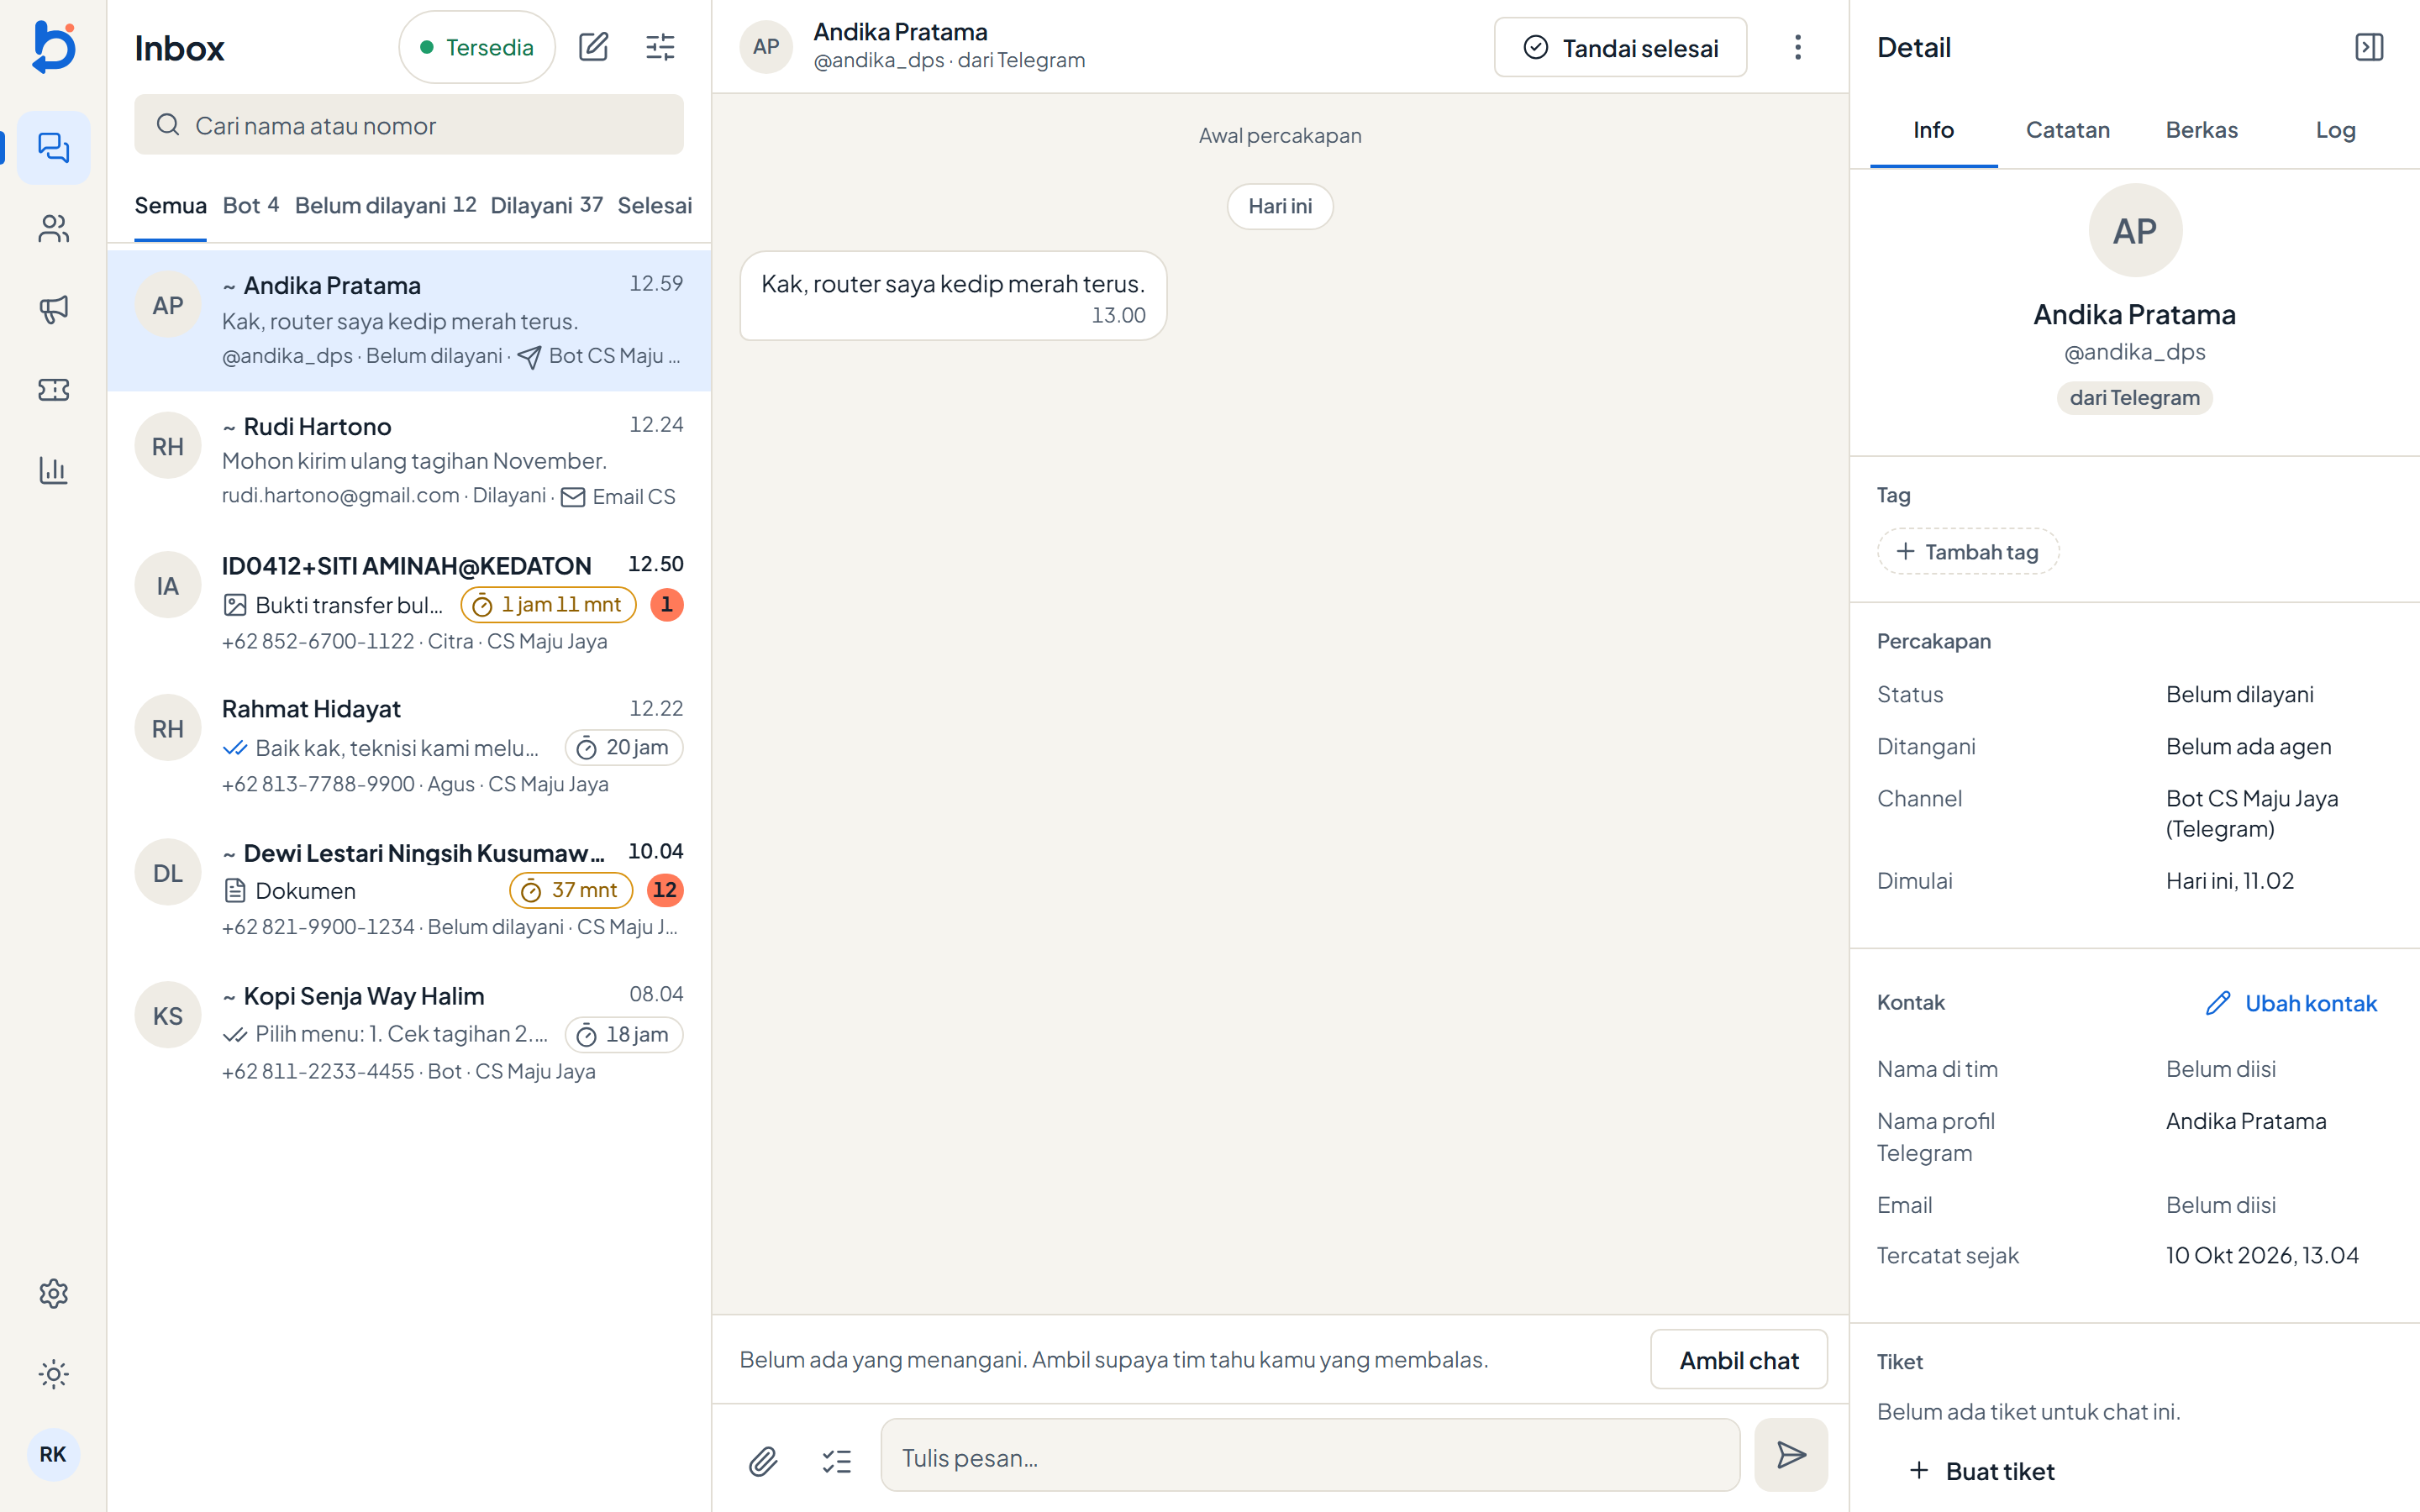 Inbox
Tersedia
Cari nama atau nomor
Semua
Bot 4
Belum dilayani 12
Dilayani 37
Selesai
AP
~ Andika Pratama
12.59
Kak, router saya kedip merah terus.
@andika_dps · Belum dilayani · Bot CS Maju ...
RH
~ Rudi Hartono
12.24
Mohon kirim ulang tagihan November.
rudi.hartono@gmail.com · Dilayani · Email CS
IA
ID0412+SITI AMINAH@KEDATON
12.50
Bukti transfer bul...
1 jam 11 mnt
1
+62 852-6700-1122 · Citra · CS Maju Jaya
RH
Rahmat Hidayat
12.22
Baik kak, teknisi kami melu...
20 jam
+62 813-7788-9900 · Agus · CS Maju Jaya
DL
~ Dewi Lestari Ningsih Kusumaw...
10.04
Dokumen
37 mnt
12
+62 821-9900-1234 · Belum dilayani · CS Maju J...
KS
~ Kopi Senja Way Halim
08.04
Pilih menu: 1. Cek tagihan 2....
18 jam
+62 811-2233-4455 · Bot · CS Maju Jaya
RK
AP
Andika Pratama
@andika_dps · dari Telegram
Tandai selesai
Awal percakapan
Hari ini
Kak, router saya kedip merah terus.
13.00
Belum ada yang menangani. Ambil supaya tim tahu kamu yang membalas.
Ambil chat
Tulis pesan...
Detail
Info
Catatan
Berkas
Log
AP
Andika Pratama
@andika_dps
dari Telegram
Tag
+ Tambah tag
Percakapan
Status
Belum dilayani
Ditangani
Belum ada agen
Channel
Bot CS Maju Jaya
(Telegram)
Dimulai
Hari ini, 11.02
Kontak
Ubah kontak
Nama di tim
Belum diisi
Nama profil
Telegram
Andika Pratama
Email
Belum diisi
Tercatat sejak
10 Okt 2026, 13.04
Tiket
Belum ada tiket untuk chat ini.
+ Buat tiket